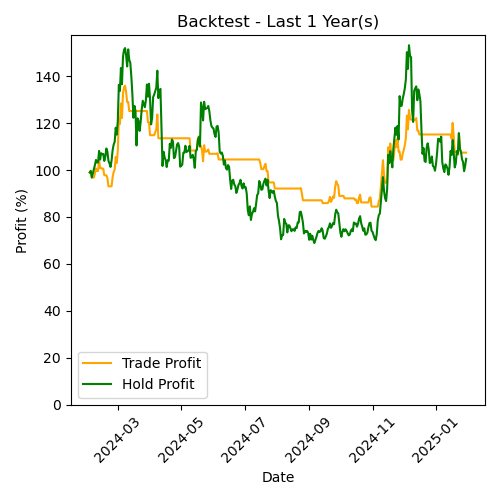 Backtest - Last 1 Year(s)
Profit (%)
140
120
100
80
60
40
20
0
Trade Profit
Hold Profit
2024-03
2024-05
2024-07
2024-09
2024-11
2025-01
Date